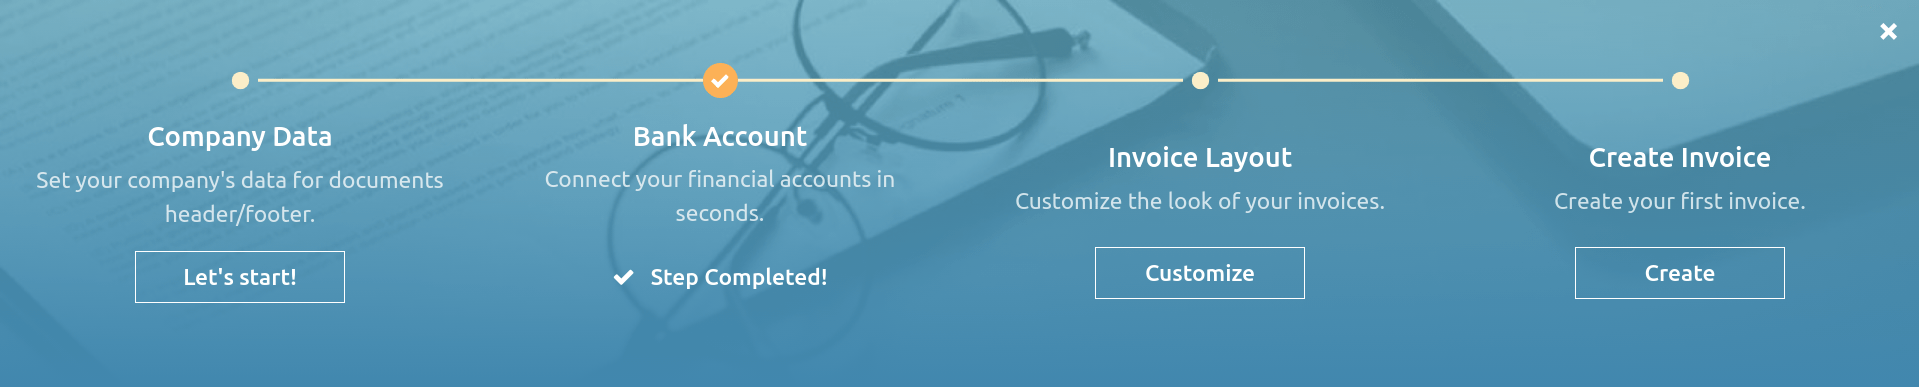 Company Data
Set your company's data for documents
header/footer.
Let's start!
Bank Account
Connect your financial accounts in
seconds.
Step Completed!
Invoice Layout
Customize the look of your invoices.
Customize
Create Invoice
Create your first invoice.
Create